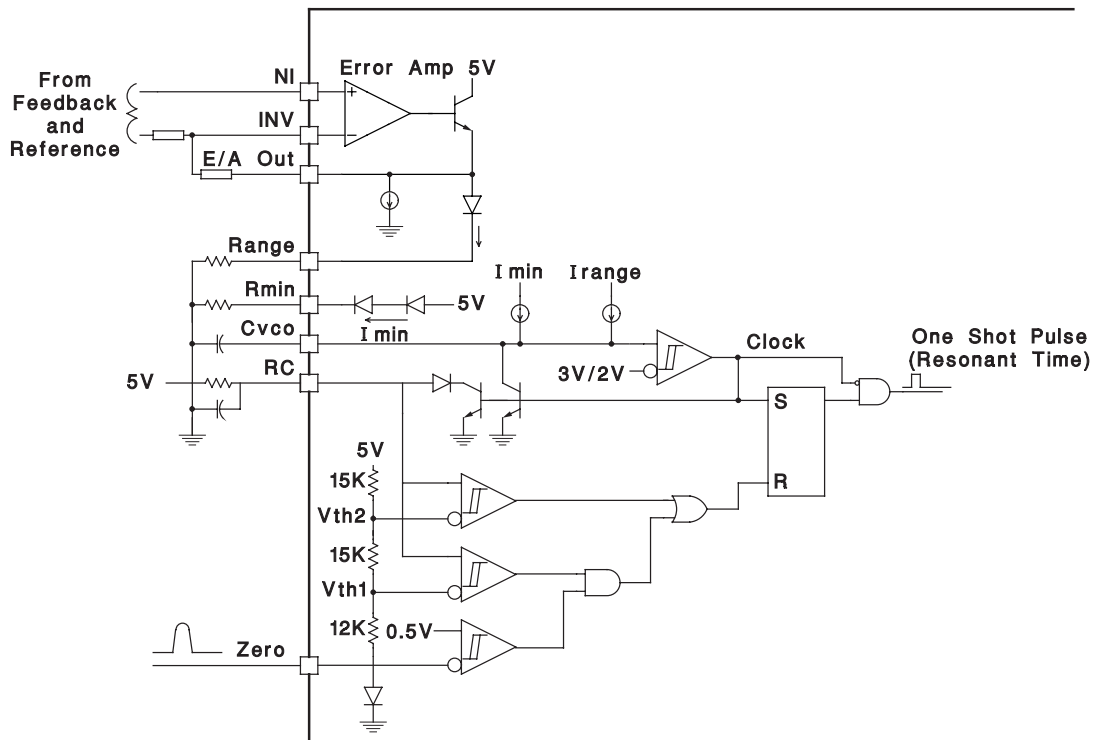 From
Feedback
and
Reference
NI
Error Amp 5V
+
INV
−
E/A Out
Range
Rmin
5V
I min
I min
I range
Cvco
RC
5V
3V/2V
Clock
One Shot Pulse
(Resonant Time)
S
R
5V
15K
Vth2
15K
Vth1
12K
0.5V
Zero